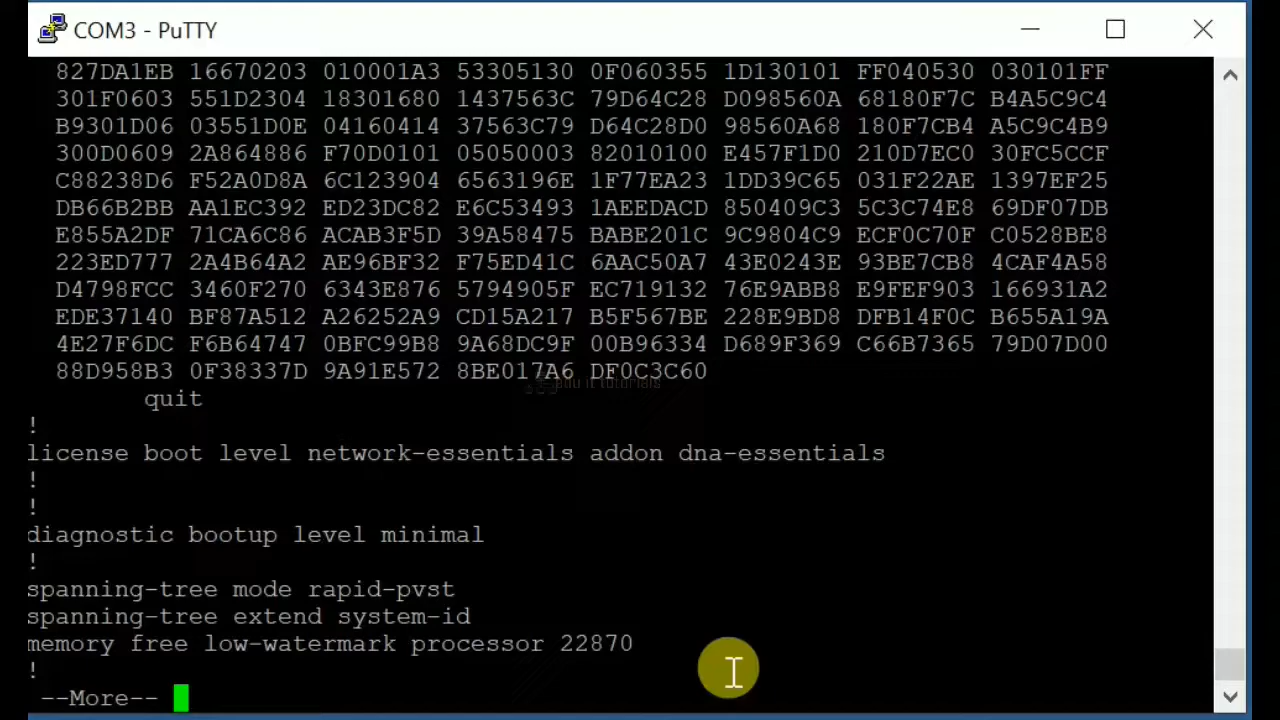 COM3 - PuTTY
827DA1EB 16670203 010001A3 53305130 0F060355 1D130101 FF040530 030101FF
301F0603 551D2304 18301680 1437563C 79D64C28 D098560A 68180F7C B4A5C9C4
B9301D06 03551D0E 04160414 37563C79 D64C28D0 98560A68 180F7CB4 A5C9C4B9
300D0609 2A864886 F70D0101 05050003 82010100 E457F1D0 210D7EC0 30FC5CCF
C88238D6 F52A0D8A 6C123904 6563196E 1F77EA23 1DD39C65 031F22AE 1397EF25
DB66B2BB AA1EC392 ED23DC82 E6C53493 1AEEDACD 850409C3 5C3C74E8 69DF07DB
E855A2DF 71CA6C86 ACAB3F5D 39A58475 BABE201C 9C9804C9 ECF0C70F C0528BE8
223ED777 2A4B64A2 AE96BF32 F75ED41C 6AAC50A7 43E0243E 93BE7CB8 4CAF4A58
D4798FCC 3460F270 6343E876 5794905F EC719132 76E9ABB8 E9FEF903 166931A2
EDE37140 BF87A512 A26252A9 CD15A217 B5F567BE 228E9BD8 DFB14F0C B655A19A
4E27F6DC F6B64747 0BFC99B8 9A68DC9F 00B96334 D689F369 C66B7365 79D07D00
88D958B3 0F38337D 9A91E572 8BE017A6 DF0C3C60
quit
!
license boot level network-essentials addon dna-essentials
!
!
diagnostic bootup level minimal
!
spanning-tree mode rapid-pvst
spanning-tree extend system-id
memory free low-watermark processor 22870
!
--More--